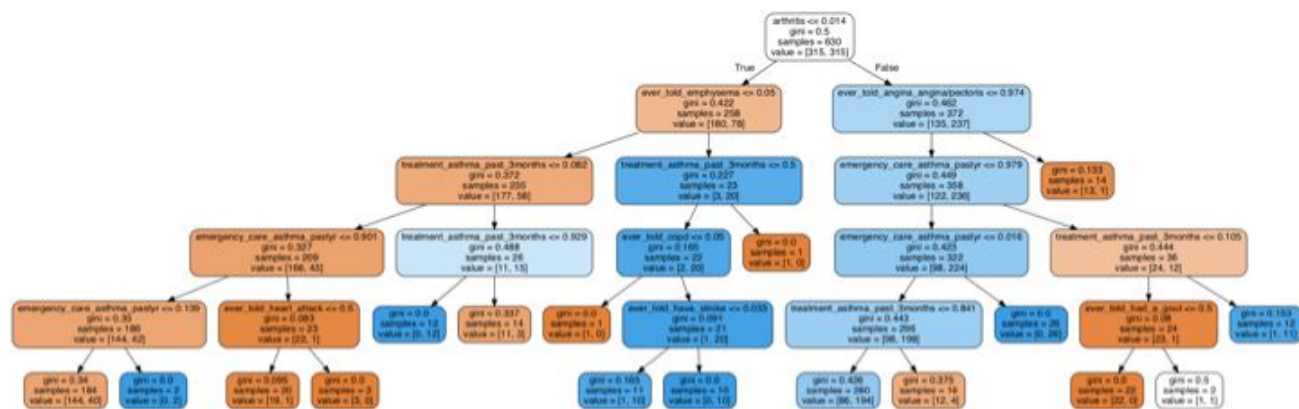 arthritis <= 0.014
gini = 0.5
samples = 630
value = [315, 315]
True
False
ever_told_emphysema <= 0.05
gini = 0.422
samples = 258
value = [180, 78]
ever_told_angina_angina/pectoris <= 0.974
gini = 0.462
samples = 372
value = [135, 237]
treatment_asthma_past_3months <= 0.082
gini = 0.372
samples = 235
value = [177, 58]
treatment_asthma_past_3months <= 0.5
gini = 0.227
samples = 23
value = [3, 20]
emergency_care_asthma_pastyr <= 0.979
gini = 0.449
samples = 358
value = [122, 236]
gini = 0.133
samples = 14
value = [13, 1]
emergency_care_asthma_pastyr <= 0.901
gini = 0.327
samples = 209
value = [166, 43]
treatment_asthma_past_3months <= 0.929
gini = 0.488
samples = 26
value = [11, 15]
ever_told_copd <= 0.05
gini = 0.165
samples = 22
value = [2, 20]
gini = 0.0
samples = 1
value = [1, 0]
emergency_care_asthma_pastyr <= 0.016
gini = 0.423
samples = 322
value = [98, 224]
treatment_asthma_past_3months <= 0.105
gini = 0.444
samples = 36
value = [24, 12]
emergency_care_asthma_pastyr <= 0.139
gini = 0.35
samples = 186
value = [144, 42]
ever_told_heart_attack <= 0.5
gini = 0.083
samples = 23
value = [22, 1]
gini = 0.0
samples = 12
value = [0, 12]
gini = 0.337
samples = 14
value = [11, 3]
gini = 0.0
samples = 1
value = [1, 0]
ever_told_have_stroke <= 0.033
gini = 0.091
samples = 21
value = [1, 20]
treatment_asthma_past_3months <= 0.841
gini = 0.443
samples = 296
value = [98, 198]
gini = 0.0
samples = 26
value = [0, 26]
ever_told_had_a_gout <= 0.5
gini = 0.08
samples = 24
value = [23, 1]
gini = 0.153
samples = 12
value = [1, 11]
gini = 0.34
samples = 184
value = [144, 40]
gini = 0.0
samples = 2
value = [0, 2]
gini = 0.095
samples = 20
value = [19, 1]
gini = 0.0
samples = 3
value = [3, 0]
gini = 0.165
samples = 11
value = [1, 10]
gini = 0.0
samples = 10
value = [0, 10]
gini = 0.426
samples = 280
value = [86, 194]
gini = 0.375
samples = 16
value = [12, 4]
gini = 0.0
samples = 22
value = [22, 0]
gini = 0.5
samples = 2
value = [1, 1]